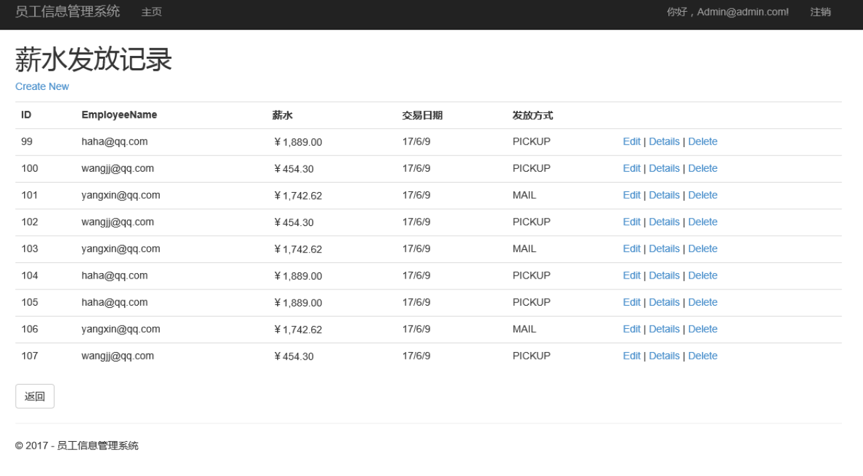 员工信息管理系统 主页 你好，Admin@admin.com! 注销
薪水发放记录
Create New
ID EmployeeName 薪水 交易日期 发放方式
99 haha@qq.com ￥1,889.00 17/6/9 PICKUP Edit | Details | Delete
100 wangjj@qq.com ￥454.30 17/6/9 PICKUP Edit | Details | Delete
101 yangxin@qq.com ￥1,742.62 17/6/9 MAIL Edit | Details | Delete
102 wangjj@qq.com ￥454.30 17/6/9 PICKUP Edit | Details | Delete
103 yangxin@qq.com ￥1,742.62 17/6/9 MAIL Edit | Details | Delete
104 haha@qq.com ￥1,889.00 17/6/9 PICKUP Edit | Details | Delete
105 haha@qq.com ￥1,889.00 17/6/9 PICKUP Edit | Details | Delete
106 yangxin@qq.com ￥1,742.62 17/6/9 MAIL Edit | Details | Delete
107 wangjj@qq.com ￥454.30 17/6/9 PICKUP Edit | Details | Delete
返回
© 2017 - 员工信息管理系统